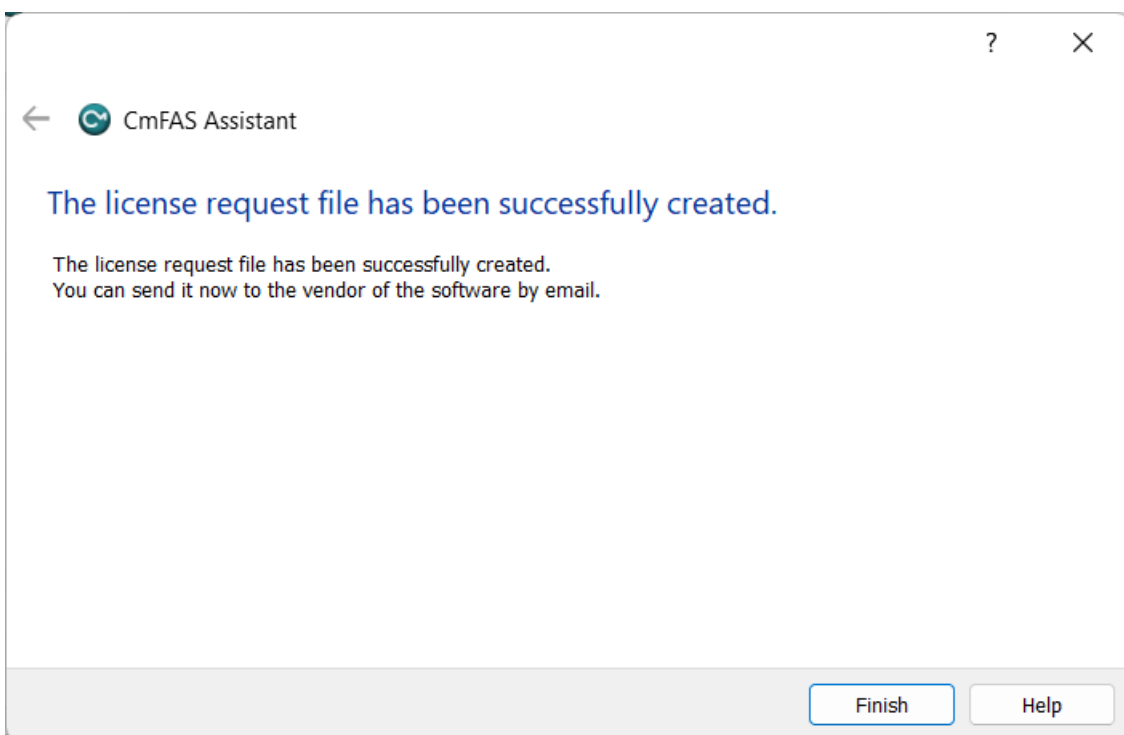 ?
CmFAS Assistant
The license request file has been successfully created.
The license request file has been successfully created.
You can send it now to the vendor of the software by email.
Finish
Help